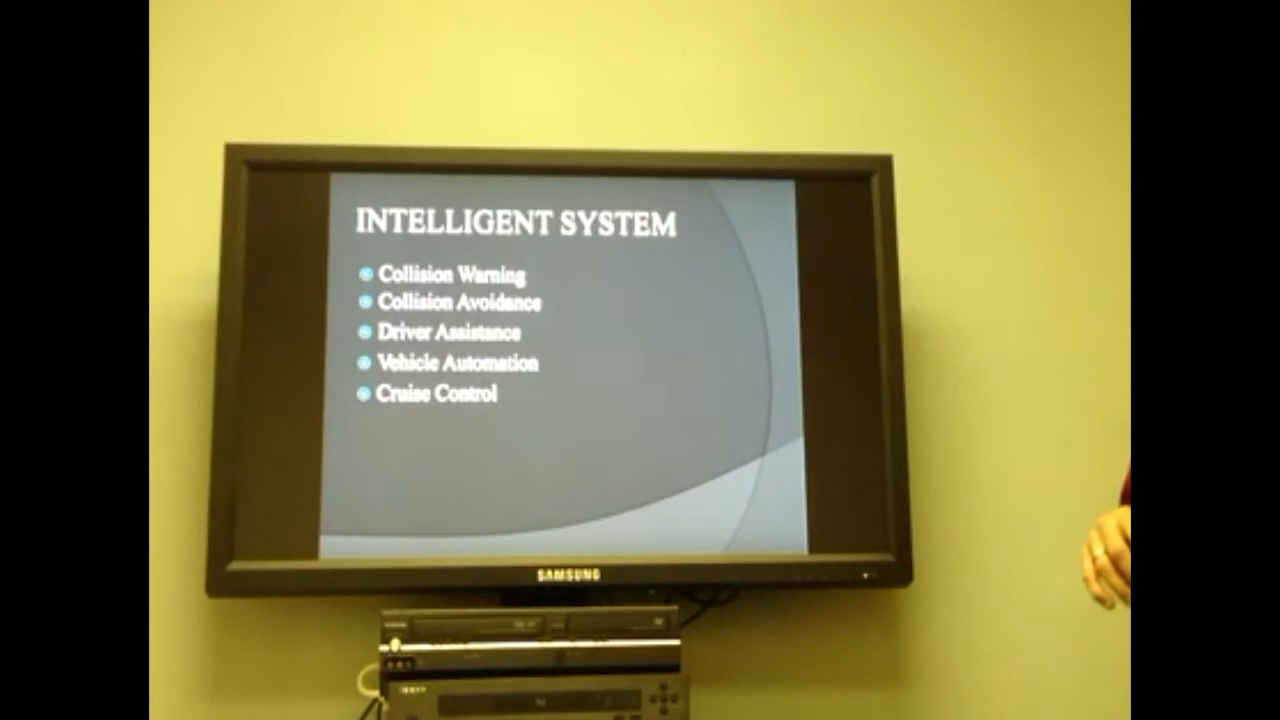 INTELLIGENT SYSTEM
Collision Warning
Collision Avoidance
Driver Assistance
Vehicle Automation
Cruise Control
SAMSUNG